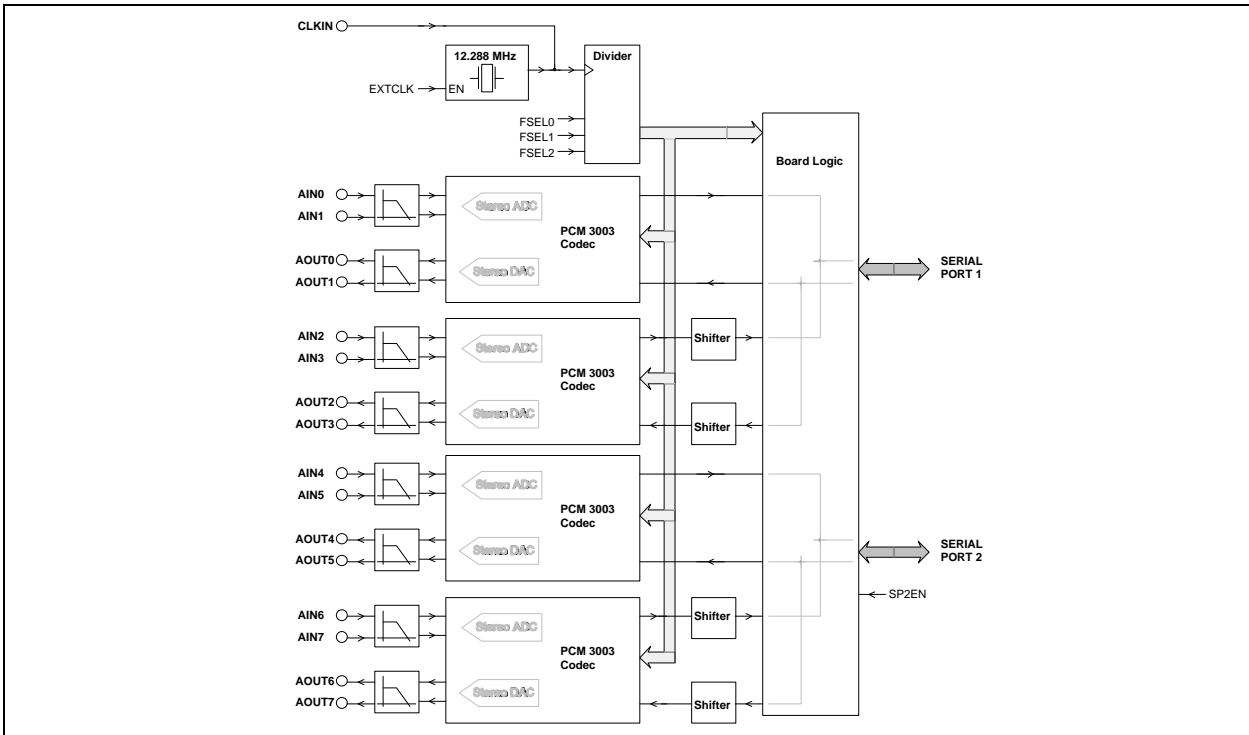 CLKIN
12.288 MHz
Divider
EXTCLK
EN
FSEL0
FSEL1
FSEL2
Board Logic
AIN0
AIN1
Stereo ADC
PCM 3003
Codec
AOUT0
AOUT1
Stereo DAC
SERIAL
PORT 1
AIN2
AIN3
Stereo ADC
Shifter
PCM 3003
Codec
AOUT2
AOUT3
Stereo DAC
Shifter
AIN4
AIN5
Stereo ADC
PCM 3003
Codec
AOUT4
AOUT5
Stereo DAC
SERIAL
PORT 2
SP2EN
AIN6
AIN7
Stereo ADC
Shifter
PCM 3003
Codec
AOUT6
AOUT7
Stereo DAC
Shifter